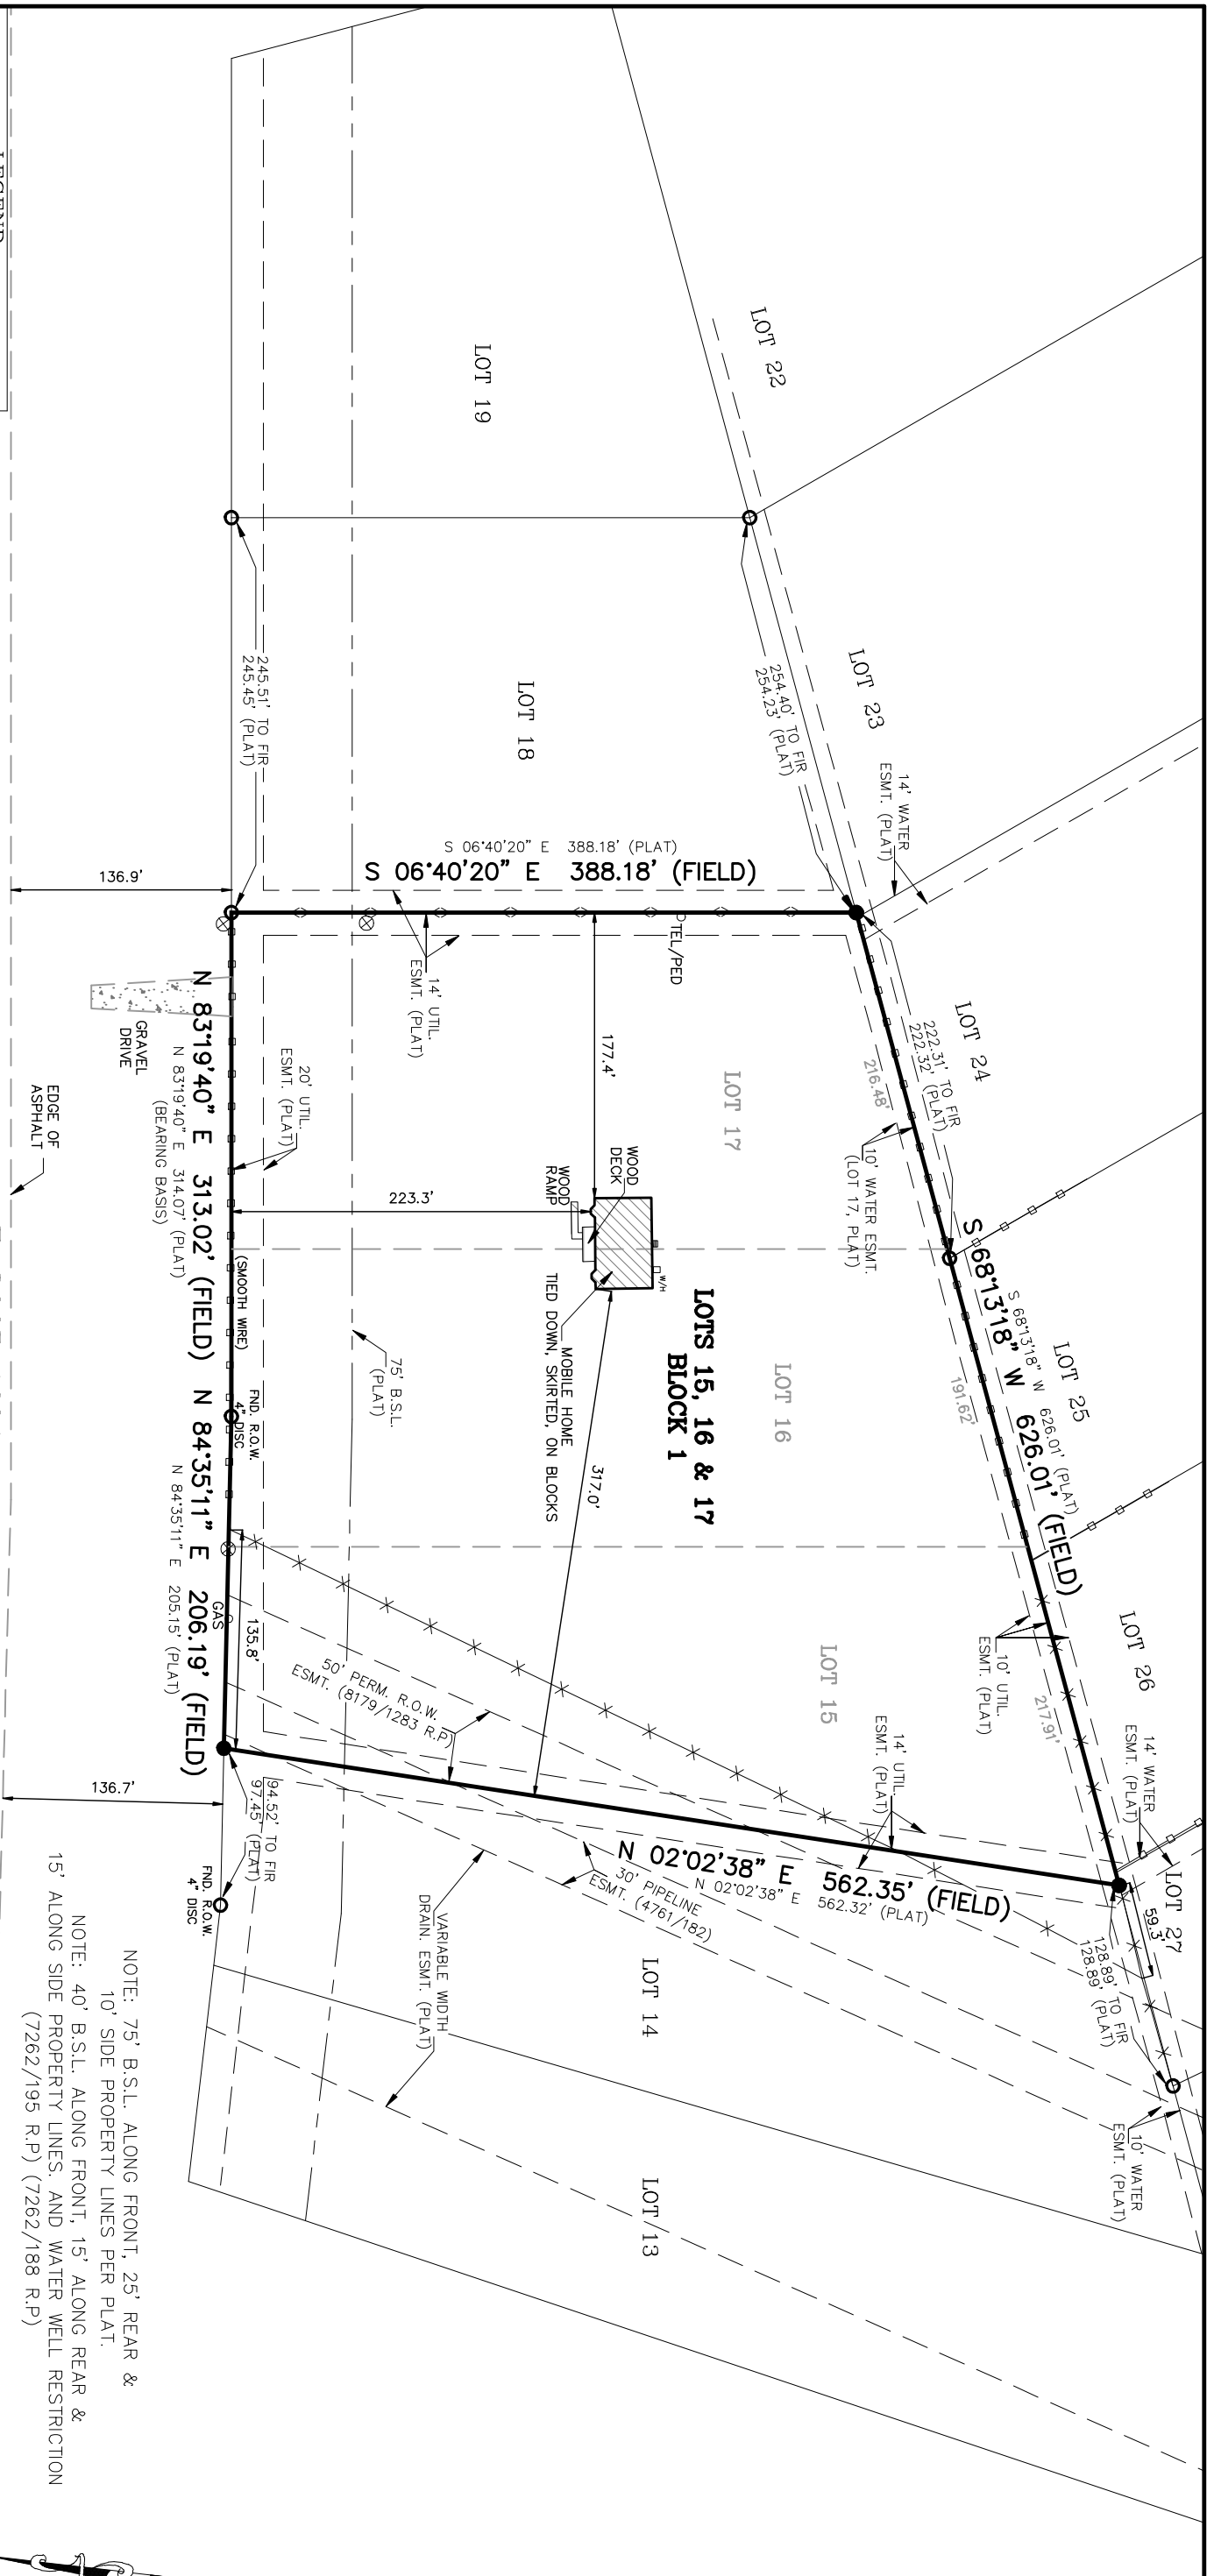 LEGEND
LOT 22
LOT 19
LOT 23
LOT 18
254.40' TO FIR
254.23' (PLAT)
245.51' TO FIR
245.45' (PLAT)
14' WATER
ESMT. (PLAT)
S 06°40'20" E 388.18' (PLAT)
S 06°40'20" E 388.18' (FIELD)
136.9'
TEL/PED
14' UTIL.
ESMT. (PLAT)
177.4'
GRAVEL
DRIVE
LOT 24
222.31' TO FIR
222.32' (PLAT)
216.48'
10' WATER ESMT.
(LOT 17, PLAT)
LOT 17
20' UTIL.
ESMT. (PLAT)
N 83°19'40" E 313.02' (FIELD)
N 83°19'40" E 314.07' (PLAT)
(BEARING BASIS)
EDGE OF
ASPHALT
WOOD
DECK
WOOD
RAMP
223.3'
W/H
MOBILE HOME
TIED DOWN, SKIRTED, ON BLOCKS
(SMOOTH WIRE)
LOTS 15, 16 & 17
BLOCK 1
S 68°13'18" W 626.01' (PLAT)
S 68°13'18" W 626.01' (FIELD)
LOT 25
191.62'
LOT 16
75' B.S.L.
(PLAT)
FND. R.O.W.
4" DISC
317.0'
N 84°35'11" E 206.19' (FIELD)
N 84°35'11" E 205.15' (PLAT)
GAS
135.8'
LOT 26
10' UTIL.
ESMT. (PLAT)
217.91'
LOT 15
50' PERM. R.O.W.
ESMT. (8179/1283 R.P)
14' UTIL.
ESMT. (PLAT)
14' WATER
ESMT. (PLAT)
136.7'
94.52' TO FIR
97.45' (PLAT)
FND. R.O.W.
4" DISC
N 02°02'38" E 562.35' (FIELD)
N 02°02'38" E 562.32' (PLAT)
30' PIPELINE
ESMT. (4761/182)
LOT 27
59.3'
128.89' TO FIR
128.89' (PLAT)
VARIABLE WIDTH
DRAIN. ESMT. (PLAT)
LOT 14
10' WATER
ESMT. (PLAT)
LOT 13
NOTE: 75' B.S.L. ALONG FRONT, 25' REAR &
10' SIDE PROPERTY LINES PER PLAT.
NOTE: 40' B.S.L. ALONG FRONT, 15' ALONG REAR &
15' ALONG SIDE PROPERTY LINES. AND WATER WELL RESTRICTION
(7262/195 R.P) (7262/188 R.P)